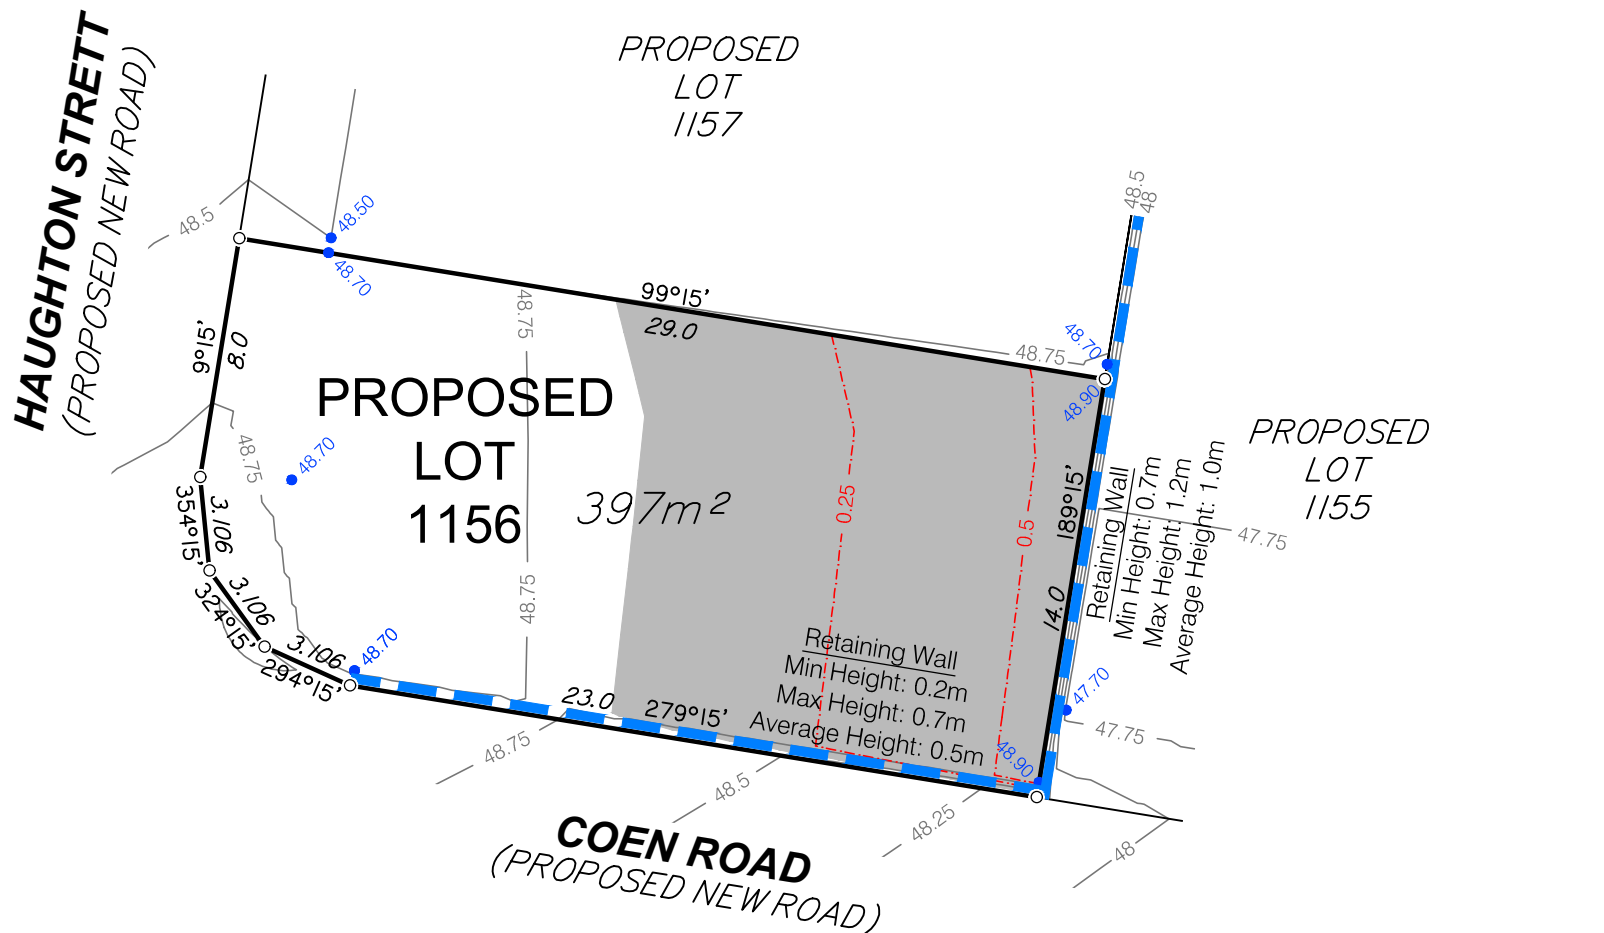 HAUGHTON STRETT
(PROPOSED NEW ROAD)
PROPOSED
LOT
1157
48.5
48.50
48.70
48.5
48
99°15'
29.0
48.75
48.75
48.70
48.90
9°15'
8.0
PROPOSED
LOT
1156
397m²
48.75
48.70
0.25
0.5
189°15'
14.0
Retaining Wall
Min Height: 0.7m
Max Height: 1.2m
Average Height: 1.0m
PROPOSED
LOT
1155
47.75
354°15'
3.106
324°15'
3.106
294°15'
3.106
48.70
48.75
23.0
279°15'
Retaining Wall
Min Height: 0.2m
Max Height: 0.7m
Average Height: 0.5m
48.90
47.70
47.75
48.75
48.5
48.25
48
COEN ROAD
(PROPOSED NEW ROAD)